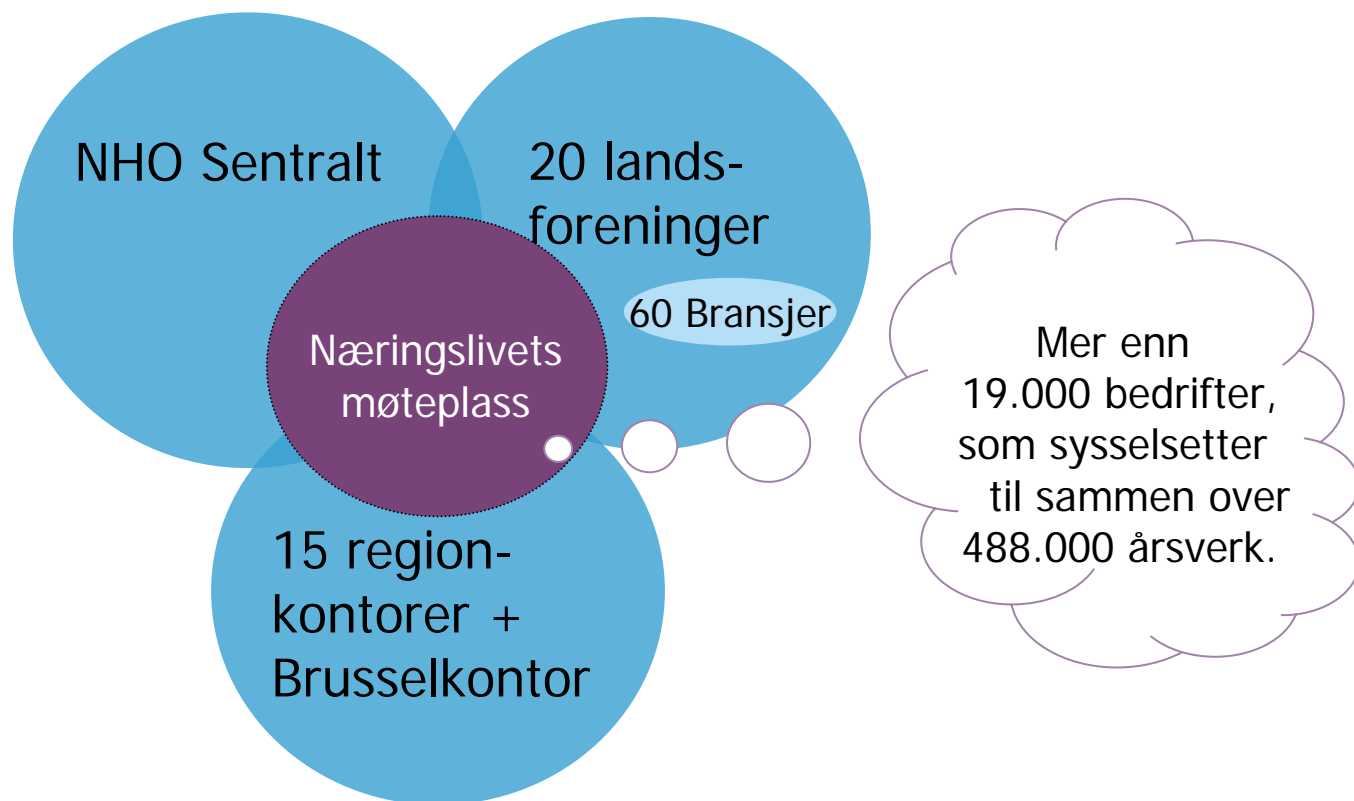 NHO Sentralt
20 lands-
foreninger
60 Bransjer
Næringslivets
møteplass
15 region-
kontorer +
Brusselkontor
Mer enn
19.000 bedrifter,
som sysselsetter
til sammen over
488.000 årsverk.